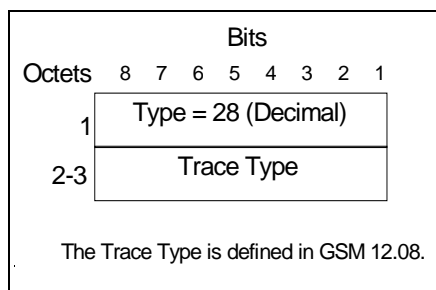 Bits
Octets 8 7 6 5 4 3 2 1
1 Type = 28 (Decimal)
2-3 Trace Type
The Trace Type is defined in GSM 12.08.
.